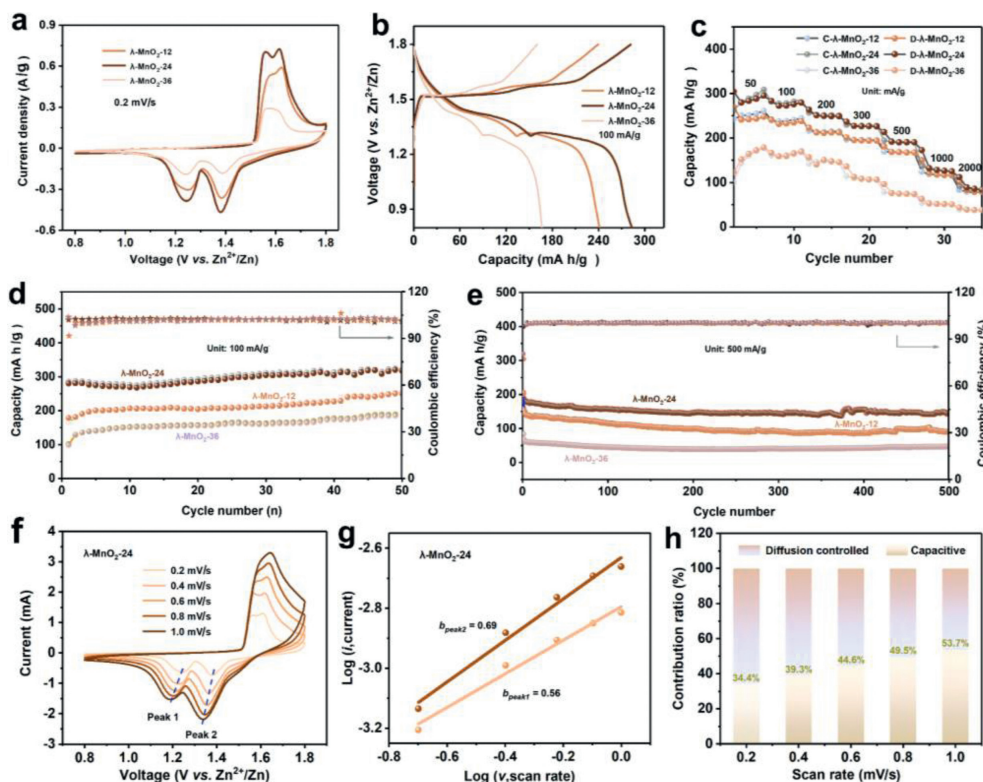 a
λ-MnO2-12
λ-MnO2-24
λ-MnO2-36
0.2 mV/s
Current density (A/g)
0.9
0.6
0.3
0.0
-0.3
-0.6
0.8 1.0 1.2 1.4 1.6 1.8
Voltage (V vs. Zn2+/Zn)
b
λ-MnO2-12
λ-MnO2-24
λ-MnO2-36
100 mA/g
Voltage (V vs. Zn2+/Zn)
1.8
1.5
1.2
0.9
0 60 120 180 240 300
Capacity (mA h/g )
c
C-λ-MnO2-12 D-λ-MnO2-12
C-λ-MnO2-24 D-λ-MnO2-24
C-λ-MnO2-36 D-λ-MnO2-36
Unit: mA/g
50 100 200 300 500 1000 2000
Capacity (mA h/g)
400
300
200
100
0
10 20 30
Cycle number
d
Unit: 100 mA/g
λ-MnO2-24
λ-MnO2-12
λ-MnO2-36
Capacity (mA h /g)
500
400
300
200
100
0
120
90
60
30
0
Coulombic efficiency (%)
0 10 20 30 40 50
Cycle number (n)
e
Unit: 500 mA/g
λ-MnO2-24
λ-MnO2-12
λ-MnO2-36
Capacity (mA h/g)
500
400
300
200
100
50
0
120
90
60
30
0
Coulombic efficiency (%)
0 100 200 300 400 500
Cycle number
f
λ-MnO2-24
0.2 mV/s
0.4 mV/s
0.6 mV/s
0.8 mV/s
1.0 mV/s
Peak 1
Peak 2
Current (mA)
4
3
2
1
0
-1
-2
-3
0.8 1.0 1.2 1.4 1.6 1.8
Voltage (V vs. Zn2+/Zn)
g
λ-MnO2-24
bpeak2 = 0.69
bpeak1 = 0.56
Log (i,current)
-2.6
-2.8
-3.0
-3.2
-0.8 -0.6 -0.4 -0.2 0.0
Log (v,scan rate)
h
Diffusion controlled Capacitive
34.4% 39.3% 44.6% 49.5% 53.7%
Contribution ratio (%)
120
100
80
60
40
20
0
0.2 0.4 0.6 0.8 1.0
Scan rate (mV/s)